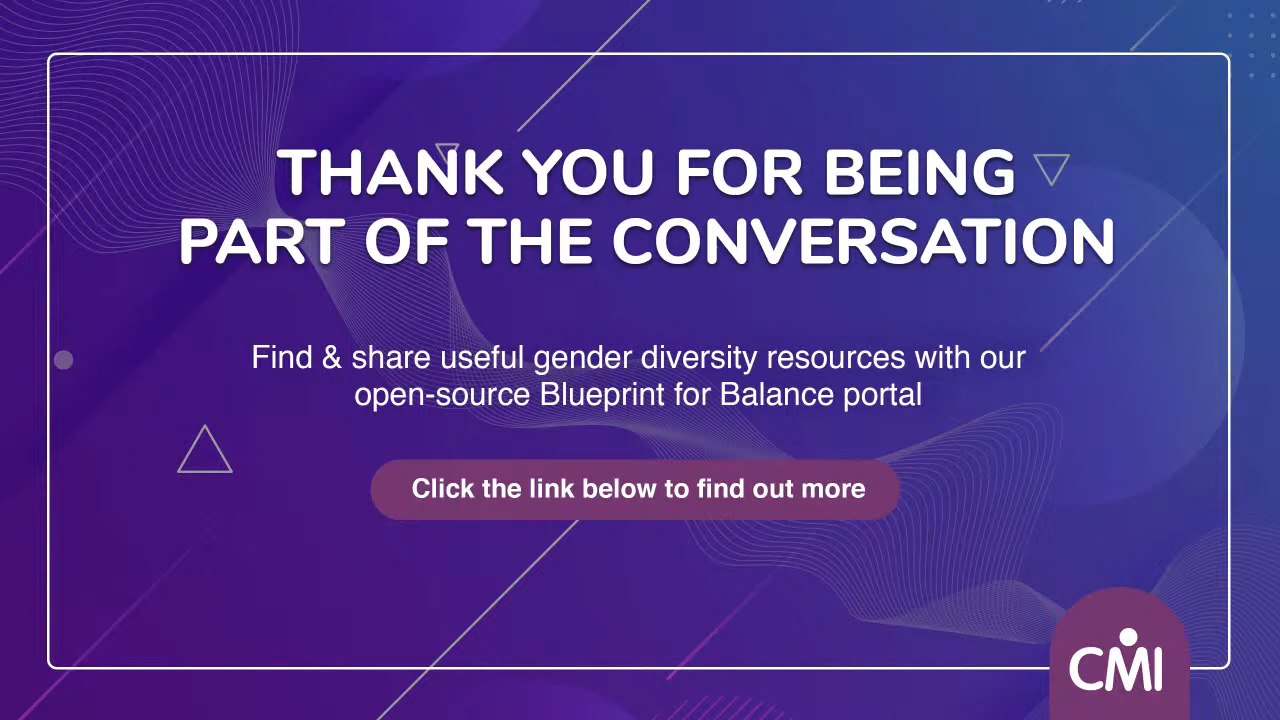 THANK YOU FOR BEING
PART OF THE CONVERSATION
Find & share useful gender diversity resources with our
open-source Blueprint for Balance portal
Click the link below to find out more
CMI